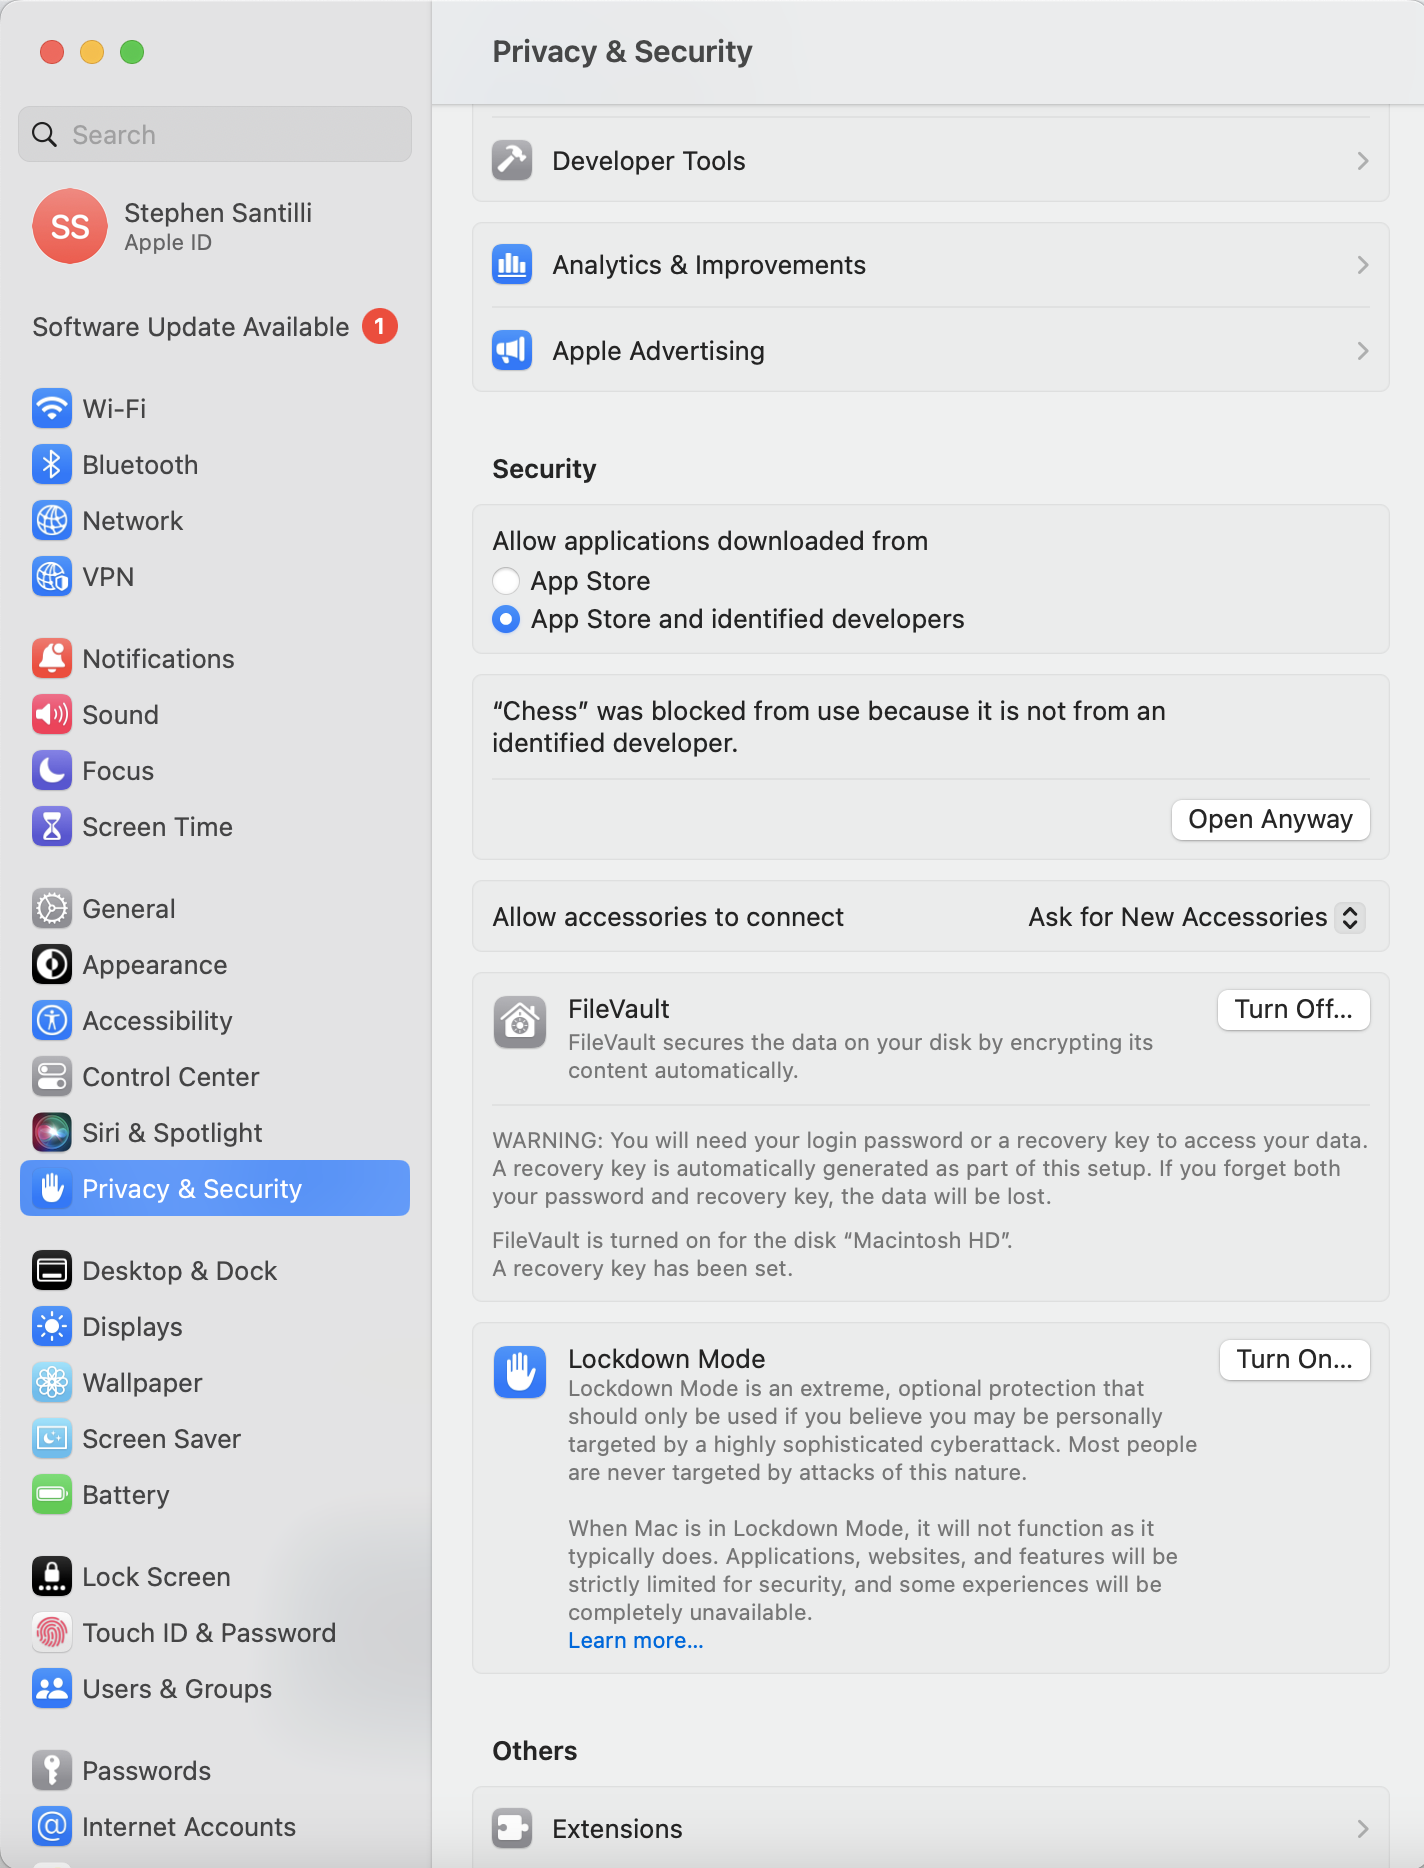 Search
SS
Stephen Santilli
Apple ID
Software Update Available 1
Wi-Fi
Bluetooth
Network
VPN
Notifications
Sound
Focus
Screen Time
General
Appearance
Accessibility
Control Center
Siri & Spotlight
Privacy & Security
Desktop & Dock
Displays
Wallpaper
Screen Saver
Battery
Lock Screen
Touch ID & Password
Users & Groups
Passwords
Internet Accounts
Privacy & Security
Developer Tools
Analytics & Improvements
Apple Advertising
Security
Allow applications downloaded from
App Store
App Store and identified developers
“Chess” was blocked from use because it is not from an
identified developer.
Open Anyway
Allow accessories to connect Ask for New Accessories
FileVault Turn Off...
FileVault secures the data on your disk by encrypting its
content automatically.
WARNING: You will need your login password or a recovery key to access your data.
A recovery key is automatically generated as part of this setup. If you forget both
your password and recovery key, the data will be lost.
FileVault is turned on for the disk “Macintosh HD”.
A recovery key has been set.
Lockdown Mode Turn On...
Lockdown Mode is an extreme, optional protection that
should only be used if you believe you may be personally
targeted by a highly sophisticated cyberattack. Most people
are never targeted by attacks of this nature.
When Mac is in Lockdown Mode, it will not function as it
typically does. Applications, websites, and features will be
strictly limited for security, and some experiences will be
completely unavailable.
Learn more...
Others
Extensions